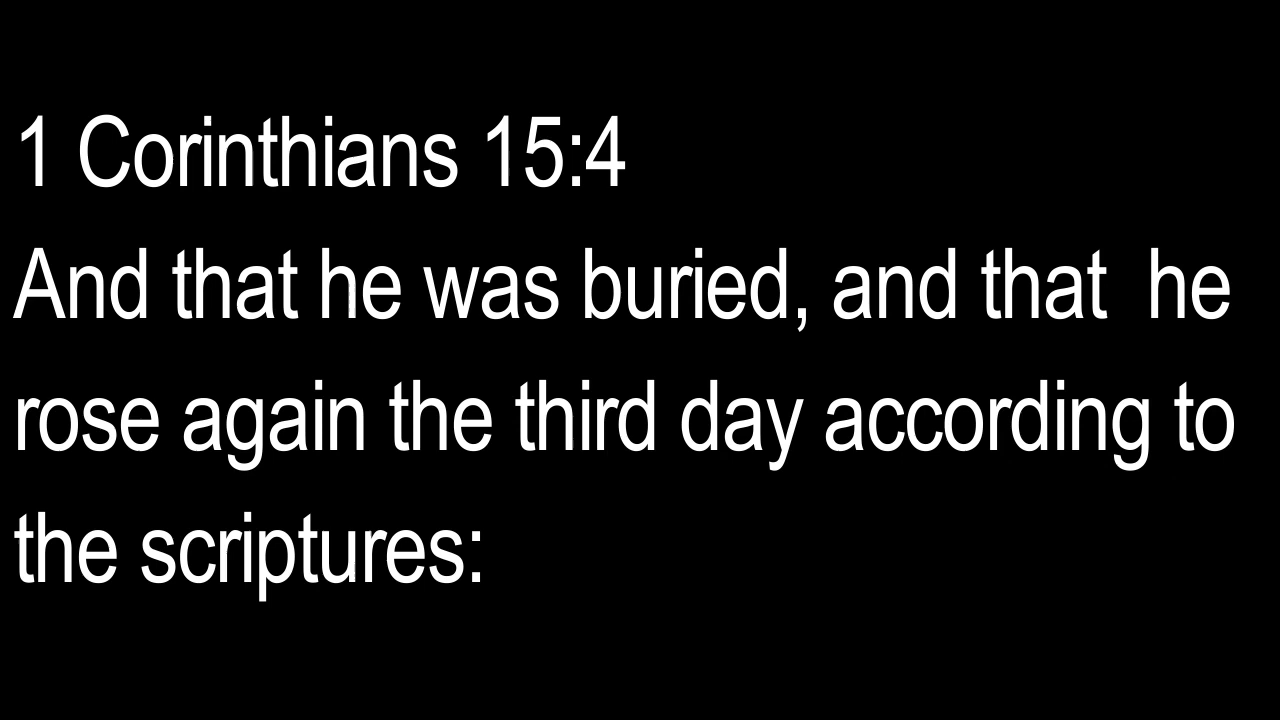 1 Corinthians 15:4
And that he was buried, and that  he
rose again the third day according to
the scriptures: